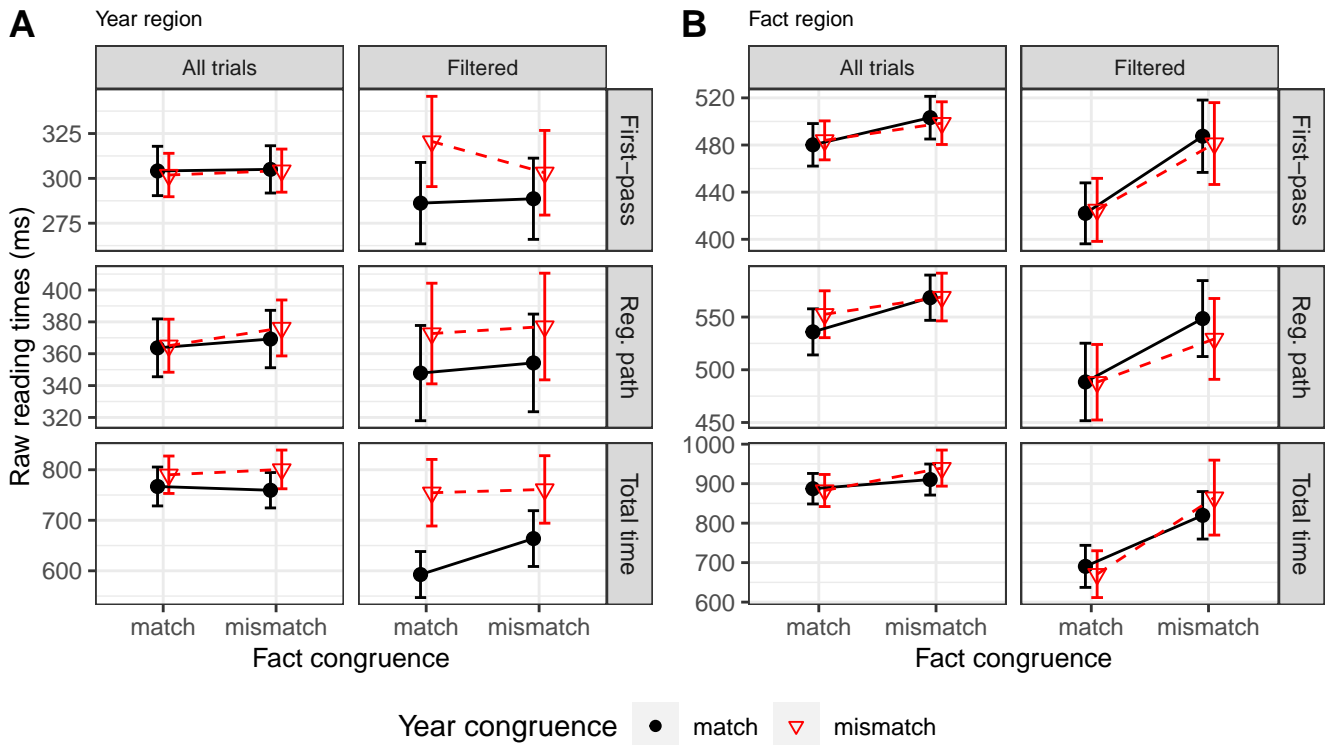 A Year region
All trials Filtered
Raw reading times (ms)
325
300
275
First−pass
400
380
360
340
320
Reg. path
800
700
600
Total time
match mismatch match mismatch
Fact congruence
B Fact region
All trials Filtered
520
480
440
400
First−pass
550
500
450
Reg. path
1000
900
800
700
600
Total time
match mismatch match mismatch
Fact congruence
Year congruence match mismatch